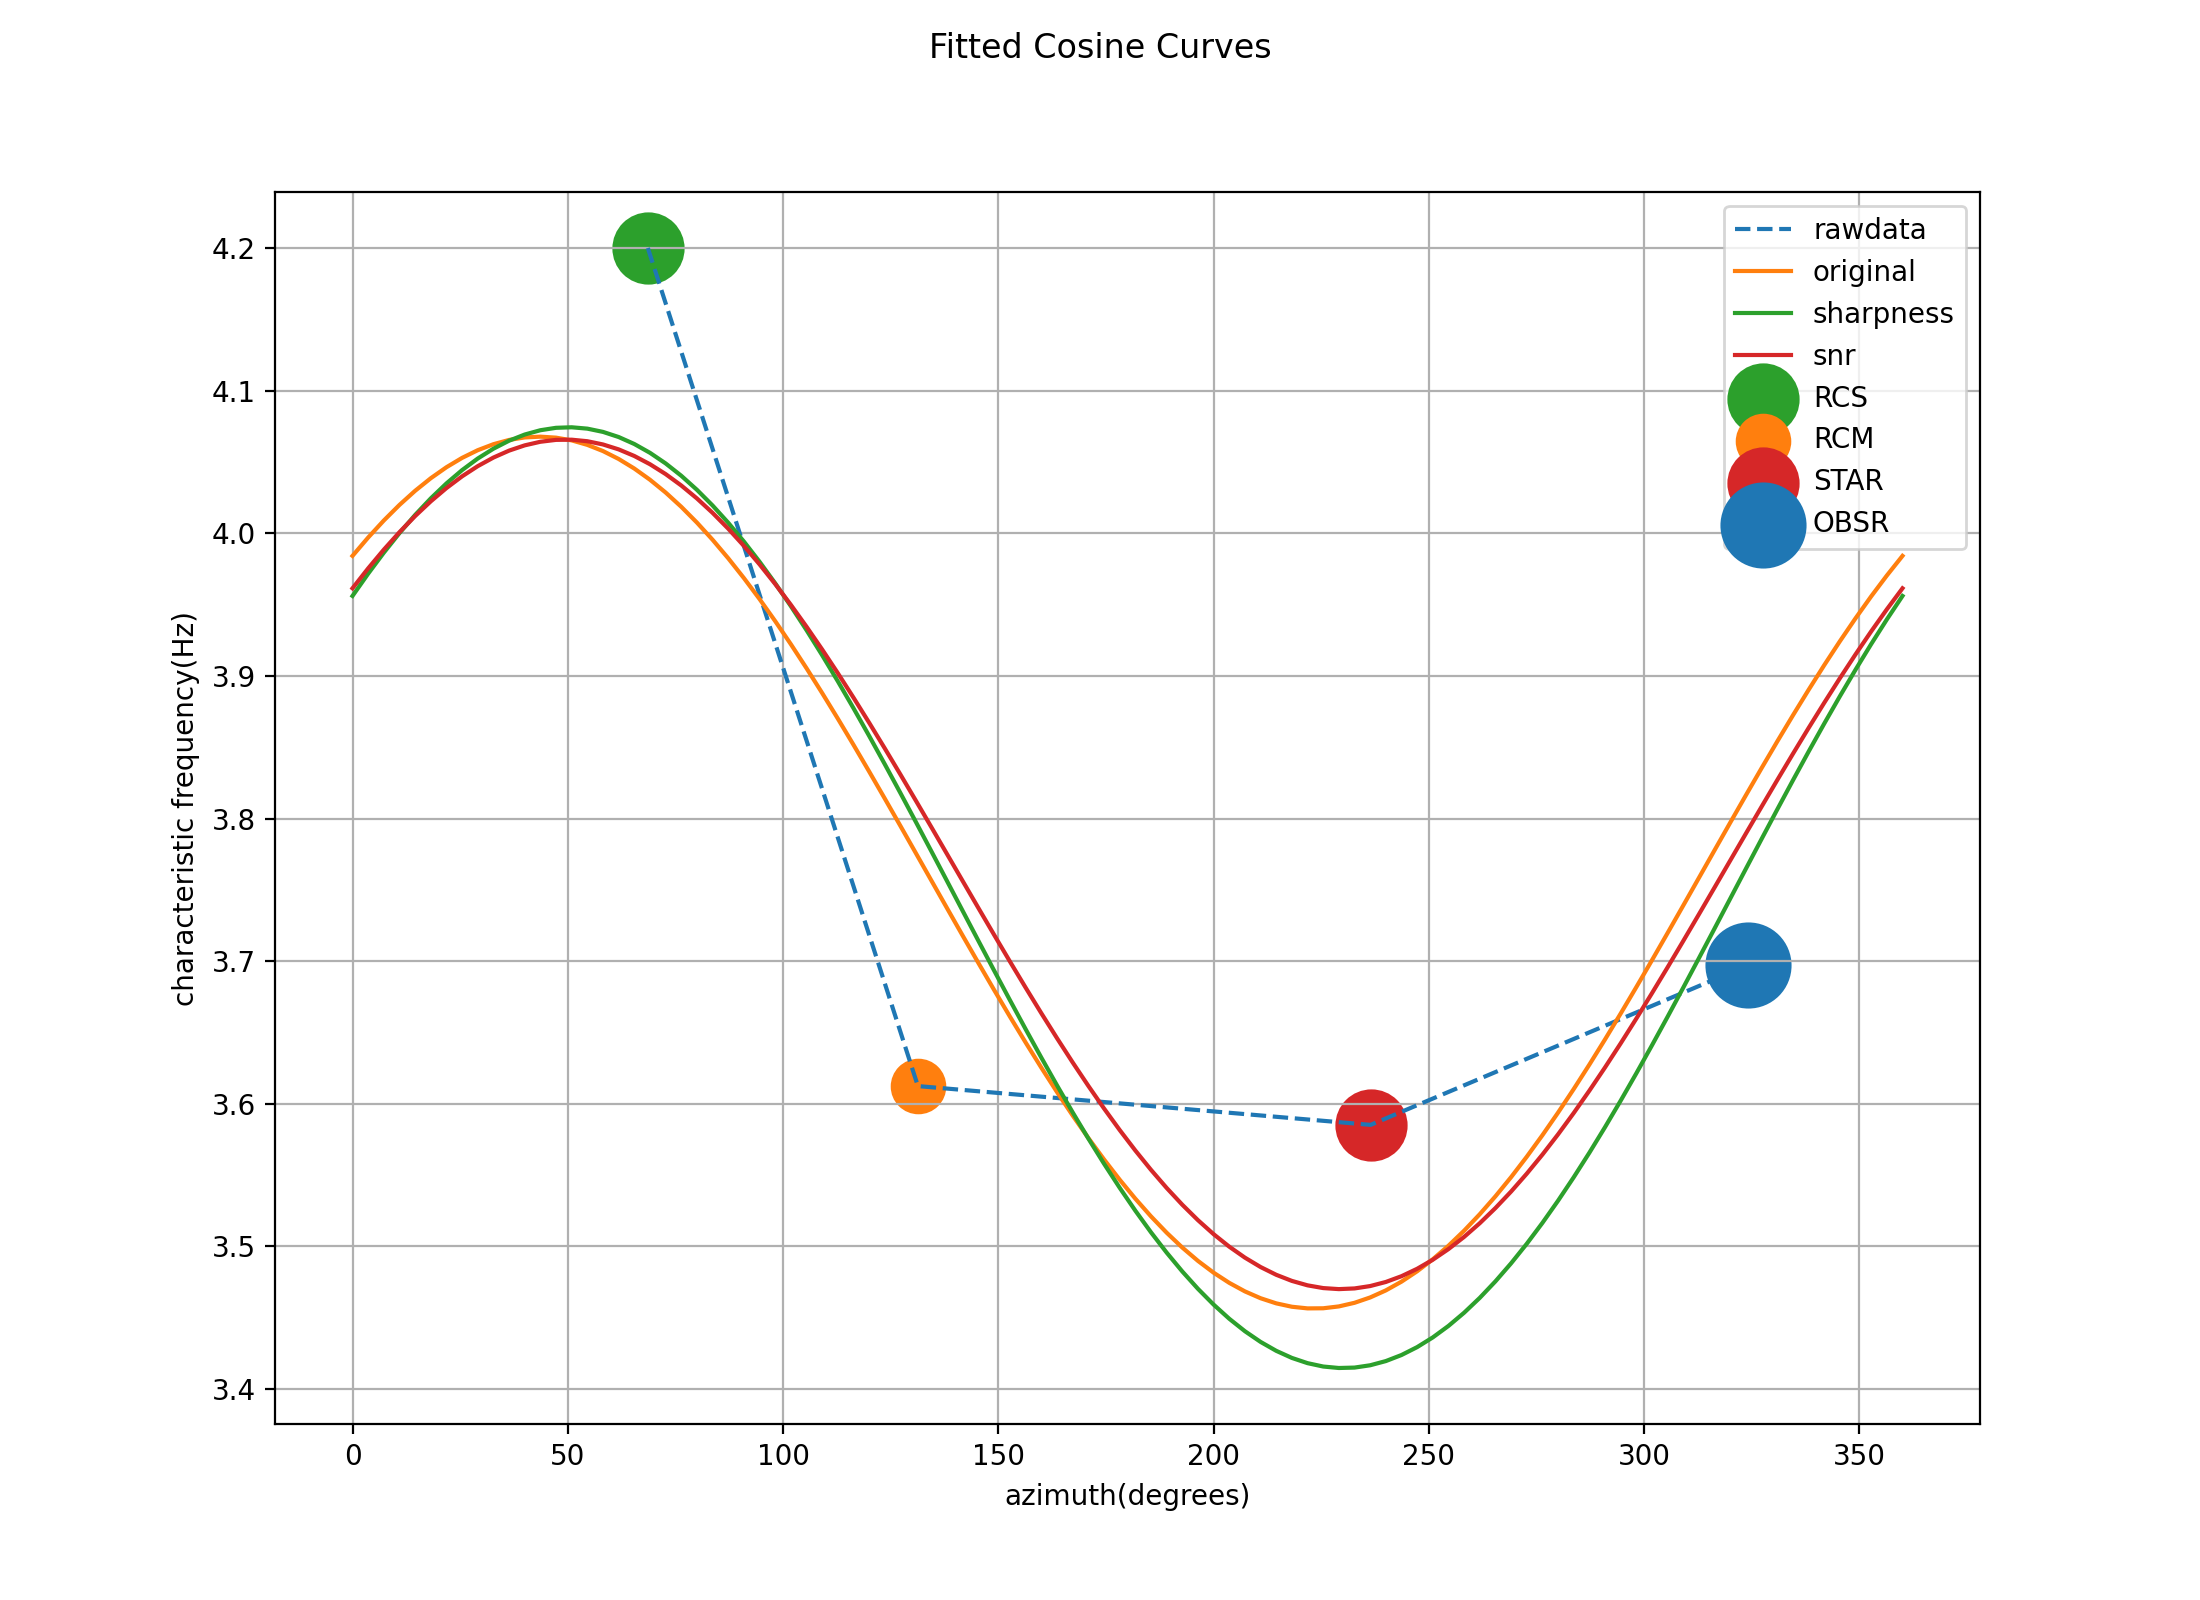 Fitted Cosine Curves
rawdata
original
sharpness
snr
RCS
RCM
STAR
OBSR
4.2
4.1
4.0
3.9
3.8
3.7
3.6
3.5
3.4
characteristic frequency(Hz)
0 50 100 150 200 250 300 350
azimuth(degrees)